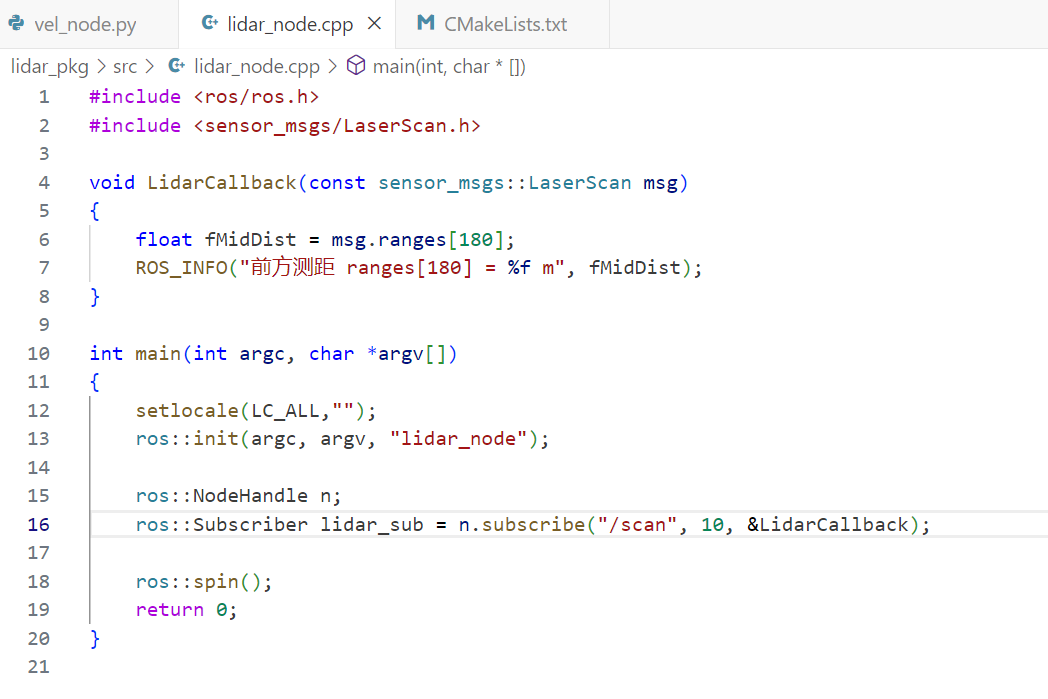 vel_node.py lidar_node.cpp CMakeLists.txt
lidar_pkg > src > lidar_node.cpp > main(int, char * [])
1 #include <ros/ros.h>
2 #include <sensor_msgs/LaserScan.h>
3
4 void LidarCallback(const sensor_msgs::LaserScan msg)
5 {
6     float fMidDist = msg.ranges[180];
7     ROS_INFO("前方测距 ranges[180] = %f m", fMidDist);
8 }
9
10 int main(int argc, char *argv[])
11 {
12     setlocale(LC_ALL,"");
13     ros::init(argc, argv, "lidar_node");
14
15     ros::NodeHandle n;
16     ros::Subscriber lidar_sub = n.subscribe("/scan", 10, &LidarCallback);
17
18     ros::spin();
19     return 0;
20 }
21